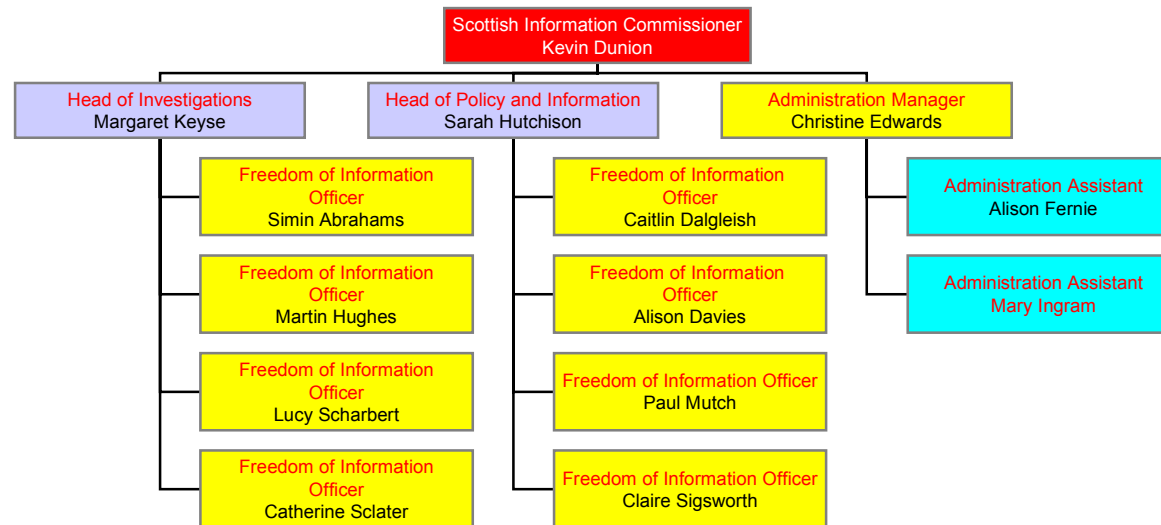 Scottish Information Commissioner
Kevin Dunion
Head of Investigations
Margaret Keyse
Head of Policy and Information
Sarah Hutchison
Administration Manager
Christine Edwards
Freedom of Information
Officer
Simin Abrahams
Freedom of Information
Officer
Martin Hughes
Freedom of Information
Officer
Lucy Scharbert
Freedom of Information
Officer
Catherine Sclater
Freedom of Information
Officer
Caitlin Dalgleish
Freedom of Information
Officer
Alison Davies
Freedom of Information Officer
Paul Mutch
Freedom of Information Officer
Claire Sigsworth
Administration Assistant
Alison Fernie
Administration Assistant
Mary Ingram